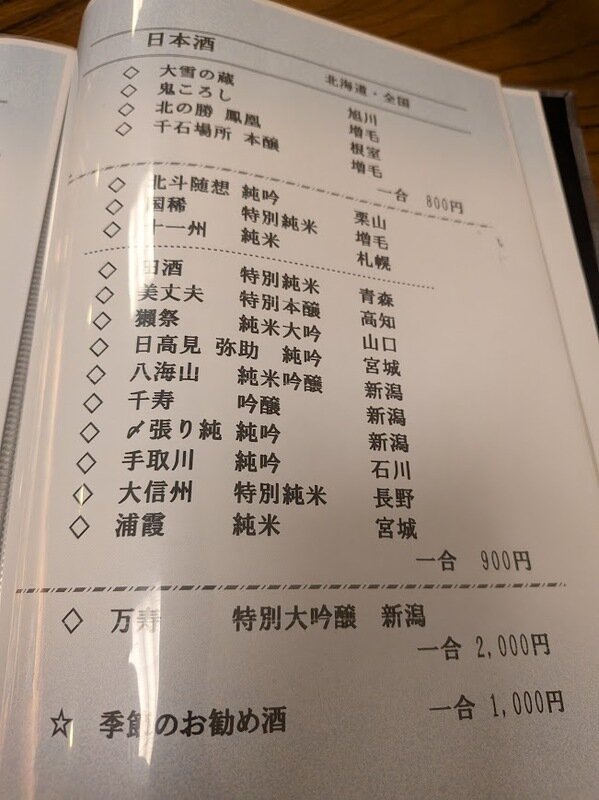 日本酒
北海道・全国
◇ 大雪の蔵 旭川
◇ 鬼ころし 増毛
◇ 北の勝 鳳凰 根室
◇ 千石場所 本醸 増毛
一合 800円
◇ 北斗随想 純吟 栗山
◇ 国稀 特別純米 増毛
◇ 十一州 純米 札幌
◇ 田酒 特別純米 青森
◇ 美丈夫 特別本醸 高知
◇ 獺祭 純米大吟 山口
◇ 日高見 弥助 純吟 宮城
◇ 八海山 純米吟醸 新潟
◇ 千寿 吟醸 新潟
◇ 〆張り純 純吟 新潟
◇ 手取川 純吟 石川
◇ 大信州 特別純米 長野
◇ 浦霞 純米 宮城
一合 900円
◇ 万寿 特別大吟醸 新潟
一合 2,000円
☆ 季節のお勧め酒 一合 1,000円